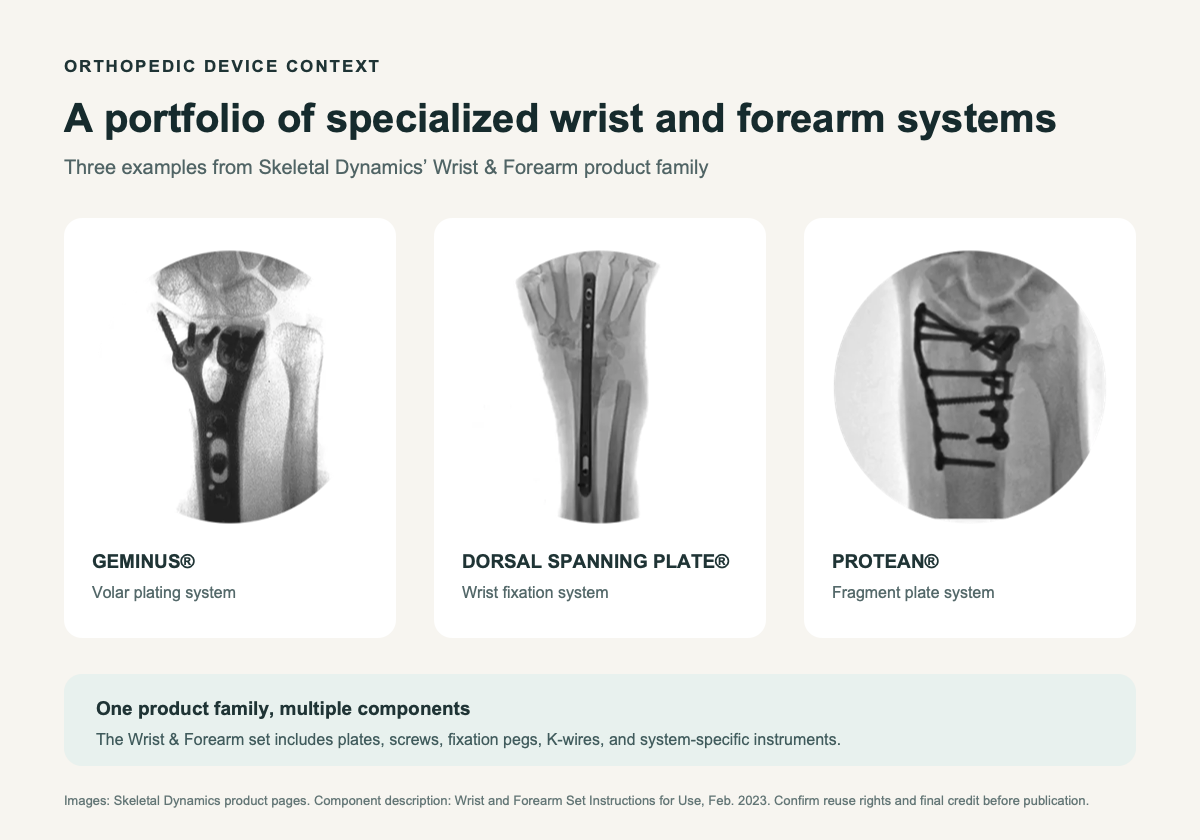 ORTHOPEDIC DEVICE CONTEXT
A portfolio of specialized wrist and forearm systems
Three examples from Skeletal Dynamics’ Wrist & Forearm product family
GEMINUS®
Volar plating system
DORSAL SPANNING PLATE®
Wrist fixation system
PROTEAN®
Fragment plate system
One product family, multiple components
The Wrist & Forearm set includes plates, screws, fixation pegs, K-wires, and system-specific instruments.
Images: Skeletal Dynamics product pages. Component description: Wrist and Forearm Set Instructions for Use, Feb. 2023. Confirm reuse rights and final credit before publication.